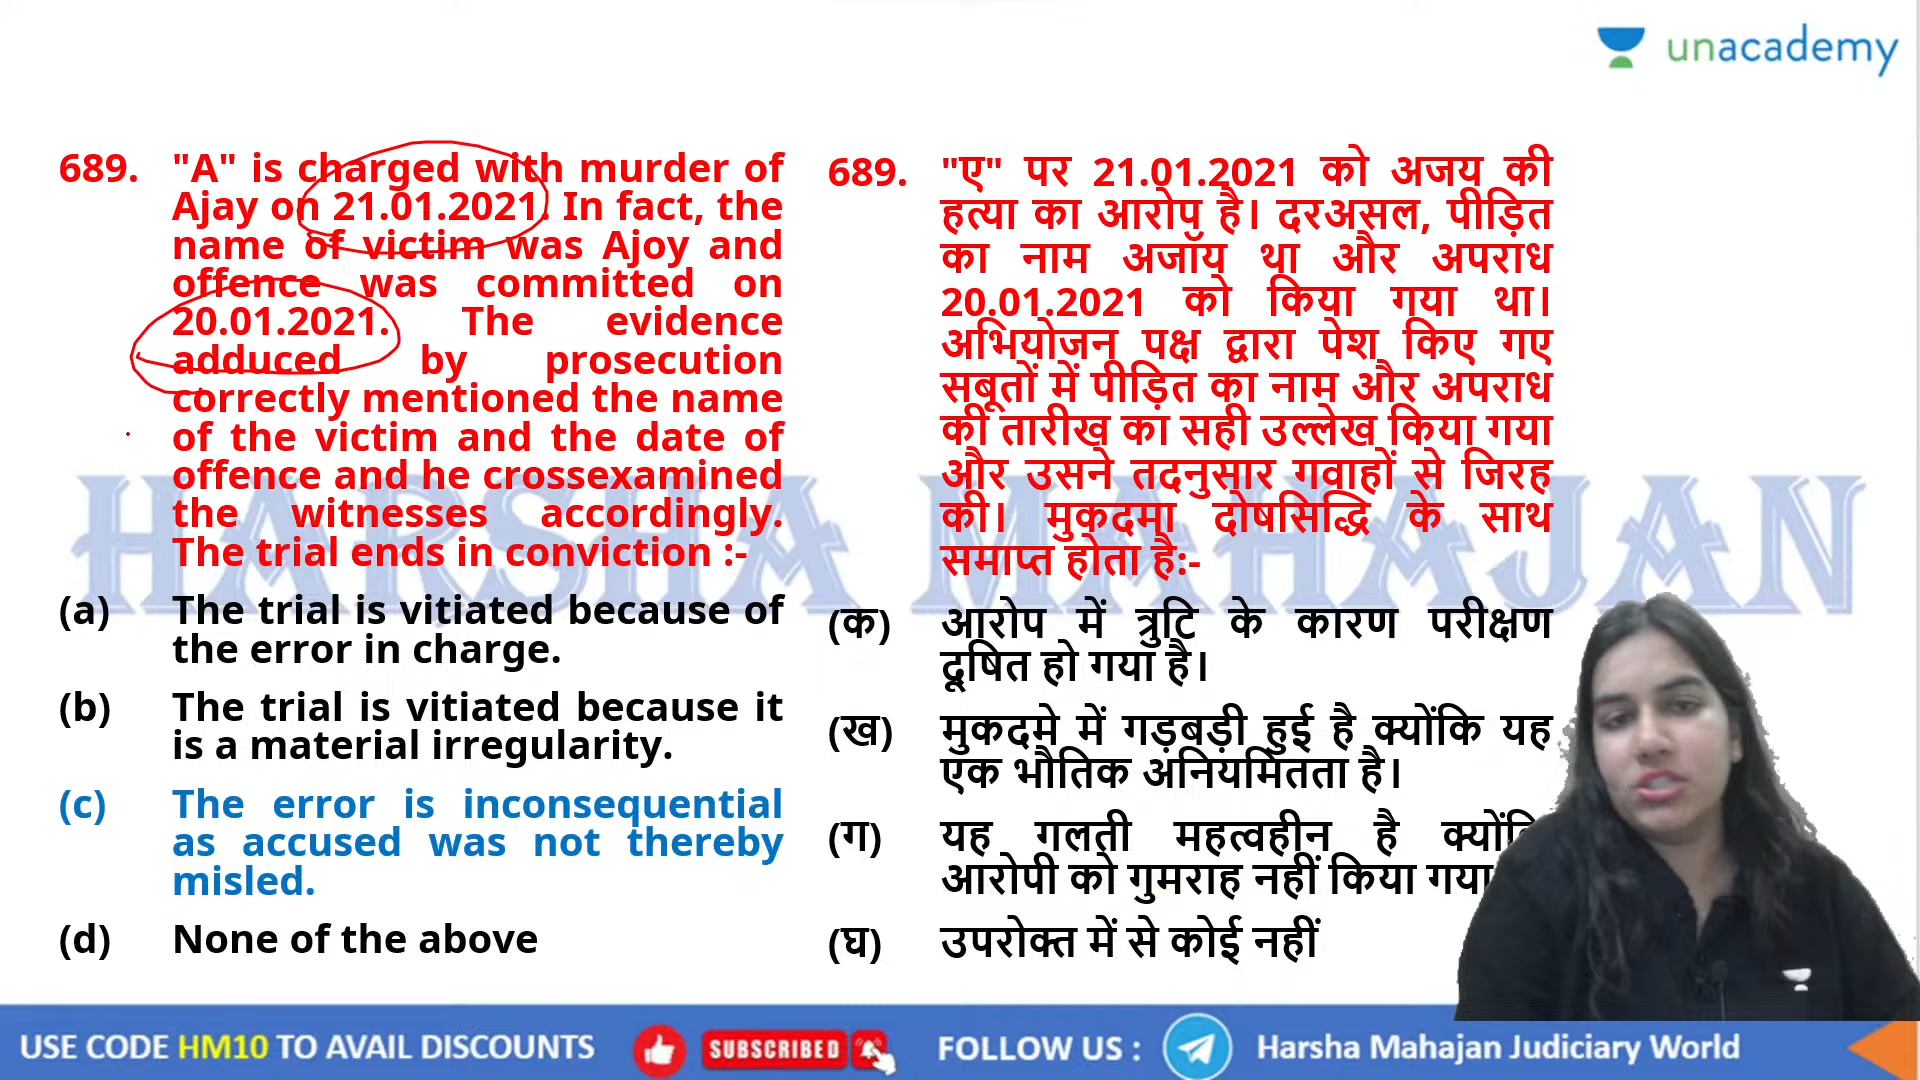 unacademy
689. "A" is charged with murder of
Ajay on 21.01.2021. In fact, the
name of victim was Ajoy and
offence was committed on
20.01.2021. The evidence
adduced by prosecution
correctly mentioned the name
of the victim and the date of
offence and he crossexamined
the witnesses accordingly.
The trial ends in conviction :-
(a) The trial is vitiated because of
the error in charge.
(b) The trial is vitiated because it
is a material irregularity.
(c) The error is inconsequential
as accused was not thereby
misled.
(d) None of the above
689. "ए" पर 21.01.2021 को अजय की
हत्या का आरोप है। दरअसल, पीड़ित
का नाम अजॉय था और अपराध
20.01.2021 को किया गया था।
अभियोजन पक्ष द्वारा पेश किए गए
सबूतों में पीड़ित का नाम और अपराध
की तारीख का सही उल्लेख किया गया
और उसने तदनुसार गवाहों से जिरह
की। मुकदमा दोषसिद्धि के साथ
समाप्त होता है:-
(क) आरोप में त्रुटि के कारण परीक्षण
दूषित हो गया है।
(ख) मुकदमे में गड़बड़ी हुई है क्योंकि यह
एक भौतिक अनियमितता है।
(ग) यह गलती महत्वहीन है
आरोपी को गुमराह नहीं किया गया
(घ) उपरोक्त में से कोई नहीं
HARSHA MAHAJAN
USE CODE HM10 TO AVAIL DISCOUNTS
SUBSCRIBED
FOLLOW US :
Harsha Mahajan Judiciary World